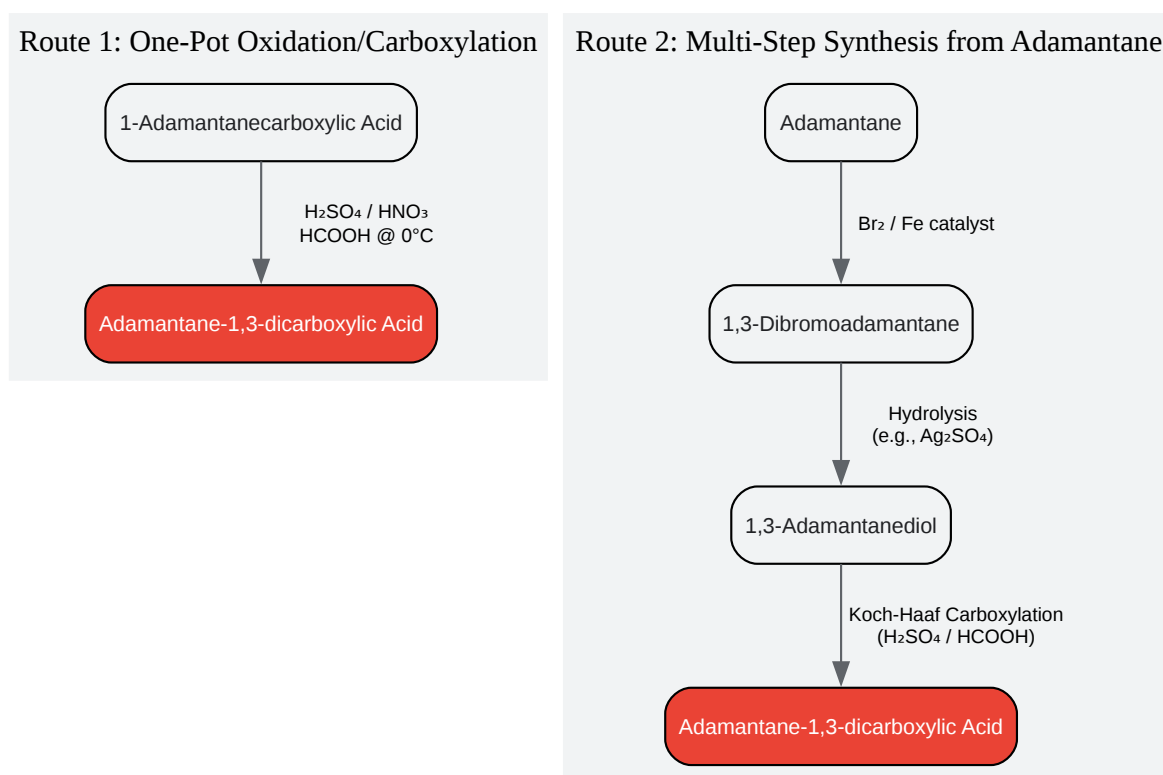 Route 1: One-Pot Oxidation/Carboxylation
1-Adamantanecarboxylic Acid
H₂SO₄ / HNO₃
HCOOH @ 0°C
Adamantane-1,3-dicarboxylic Acid
Route 2: Multi-Step Synthesis from Adamantane
Adamantane
Br₂ / Fe catalyst
1,3-Dibromoadamantane
Hydrolysis
(e.g., Ag₂SO₄)
1,3-Adamantanediol
Koch-Haaf Carboxylation
(H₂SO₄ / HCOOH)
Adamantane-1,3-dicarboxylic Acid